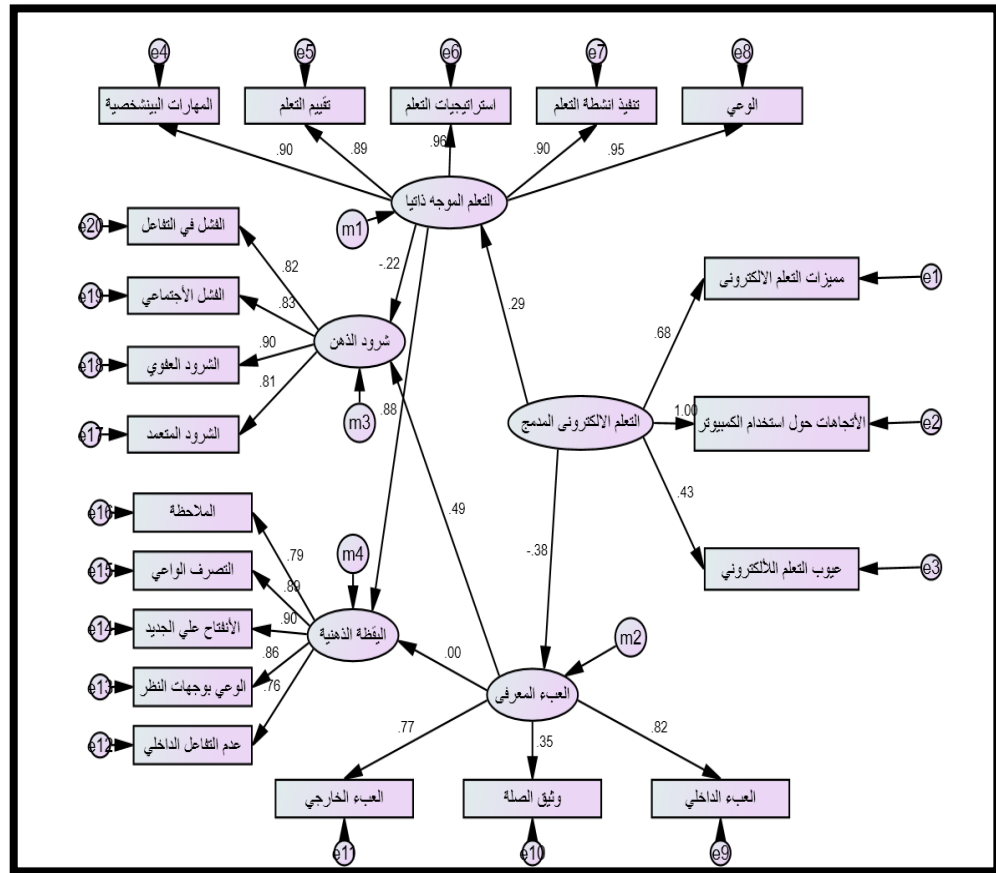 e4
e5
e6
e7
e8
المهارات البينشخصية
تقييم التعلم
استراتيجيات التعلم
تنفيذ انشطة التعلم
الوعي
.90
.89
.96
.90
.95
التعلم الموجه ذاتيا
m1
e20
الفشل في التفاعل
.82
-.22
.29
مميزات التعلم الالكترونى
e1
e19
الفشل الأجتماعي
.83
شرود الذهن
.68
e18
الشرود العفوي
.90
.81
.88
m3
e17
الشرود المتعمد
التعلم الالكترونى المدمج
1.00
الأتجاهات حول استخدام الكمبيوتر
e2
e16
الملاحظة
.79
.49
.43
-.38
m4
e15
التصرف الواعي
.89
عيوب التعلم اللألكتروني
e3
e14
الأنفتاح علي الجديد
.90
اليقظة الذهنية
m2
e13
الوعي بوجهات النظر
.86
.00
.76
e12
عدم التفاعل الداخلي
العبء المعرفى
.77
.35
.82
العبء الخارجي
وثيق الصلة
العبء الداخلي
e11
e10
e9